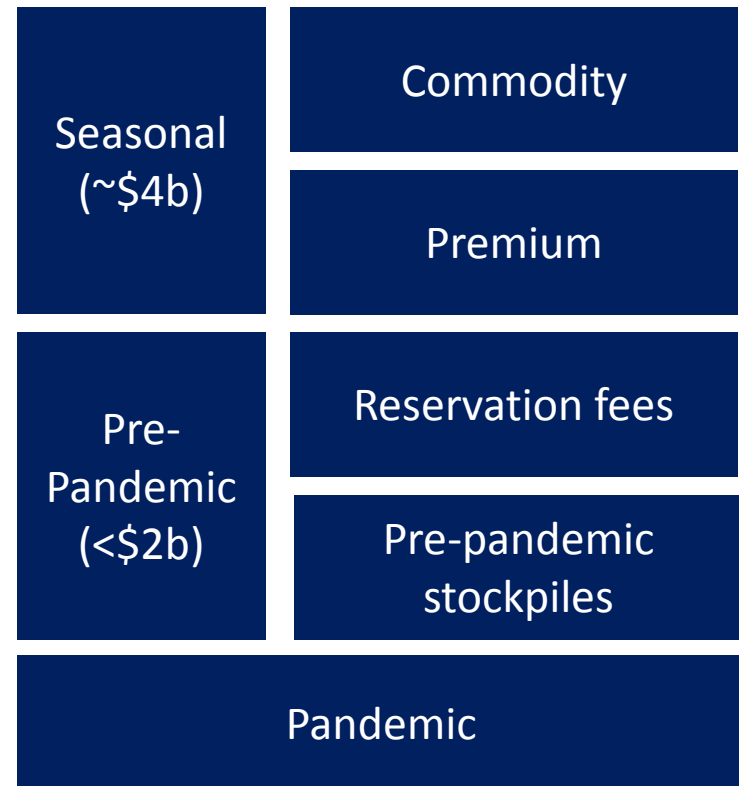 Seasonal
(~$4b)
Commodity
Premium
Pre-
Pandemic
(<$2b)
Reservation fees
Pre-pandemic
stockpiles
Pandemic